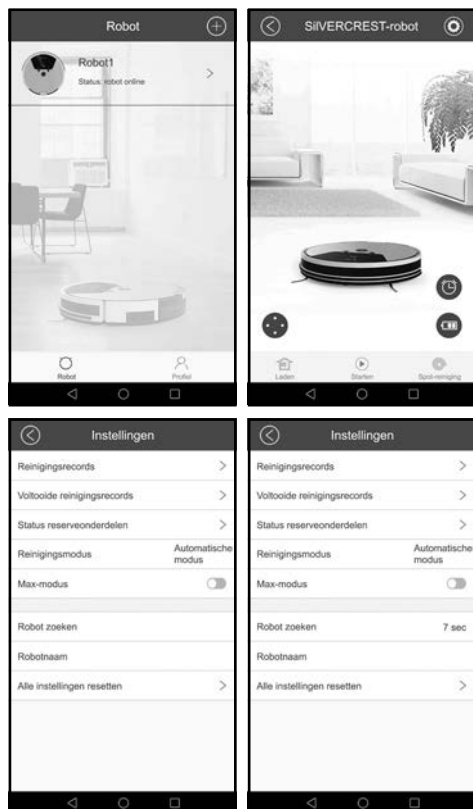 Robot
Robot1
Status: robot online
Robot
Profiel
SilVERCREST-robot
Laden
Starten
Spot-reiniging
Instellingen
Reinigingsrecords
Voltooide reinigingsrecords
Status reserveonderdelen
Reinigingsmodus
Automatische
modus
Max-modus
Robot zoeken
Robotnaam
Alle instellingen resetten
Instellingen
Reinigingsrecords
Voltooide reinigingsrecords
Status reserveonderdelen
Reinigingsmodus
Automatische
modus
Max-modus
Robot zoeken 7 sec
Robotnaam
Alle instellingen resetten